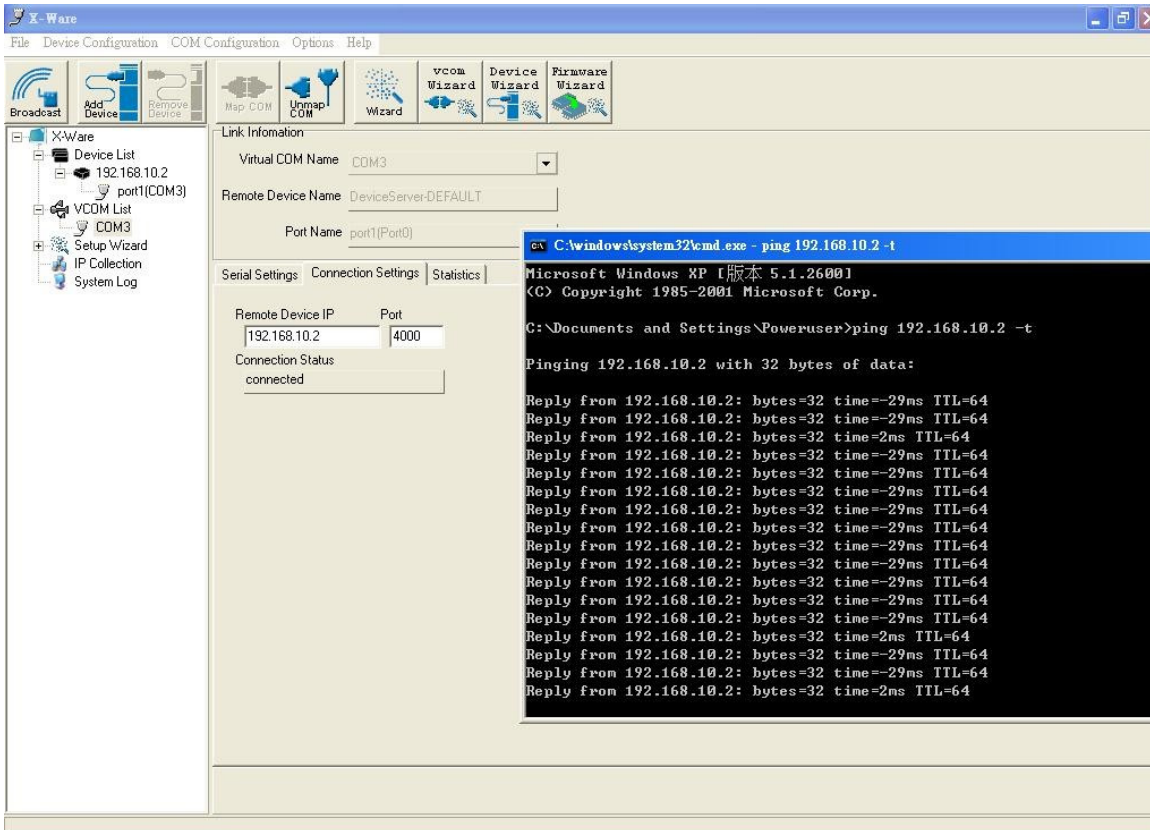 X-Ware
File Device Configuration COM Configuration Options Help
Broadcast
Add Device
Remove Device
Map COM
Unmap COM
Wizard
vcom Wizard
Device Wizard
Firmware Wizard
X-Ware
Device List
192.168.10.2
port1(COM3)
VCOM List
COM3
Setup Wizard
IP Collection
System Log
Link Infomation
Virtual COM Name COM3
Remote Device Name DeviceServer-DEFAULT
Port Name port1(Port0)
Serial Settings Connection Settings Statistics
Remote Device IP Port
192.168.10.2 4000
Connection Status
connected
C:\windows\system32\cmd.exe - ping 192.168.10.2 -t
Microsoft Windows XP [版本 5.1.2600]
(C) Copyright 1985-2001 Microsoft Corp.
C:\Documents and Settings\Poweruser>ping 192.168.10.2 -t
Pinging 192.168.10.2 with 32 bytes of data:
Reply from 192.168.10.2: bytes=32 time=-29ms TTL=64
Reply from 192.168.10.2: bytes=32 time=-29ms TTL=64
Reply from 192.168.10.2: bytes=32 time=2ms TTL=64
Reply from 192.168.10.2: bytes=32 time=-29ms TTL=64
Reply from 192.168.10.2: bytes=32 time=-29ms TTL=64
Reply from 192.168.10.2: bytes=32 time=-29ms TTL=64
Reply from 192.168.10.2: bytes=32 time=-29ms TTL=64
Reply from 192.168.10.2: bytes=32 time=-29ms TTL=64
Reply from 192.168.10.2: bytes=32 time=-29ms TTL=64
Reply from 192.168.10.2: bytes=32 time=-29ms TTL=64
Reply from 192.168.10.2: bytes=32 time=-29ms TTL=64
Reply from 192.168.10.2: bytes=32 time=-29ms TTL=64
Reply from 192.168.10.2: bytes=32 time=-29ms TTL=64
Reply from 192.168.10.2: bytes=32 time=2ms TTL=64
Reply from 192.168.10.2: bytes=32 time=-29ms TTL=64
Reply from 192.168.10.2: bytes=32 time=-29ms TTL=64
Reply from 192.168.10.2: bytes=32 time=2ms TTL=64